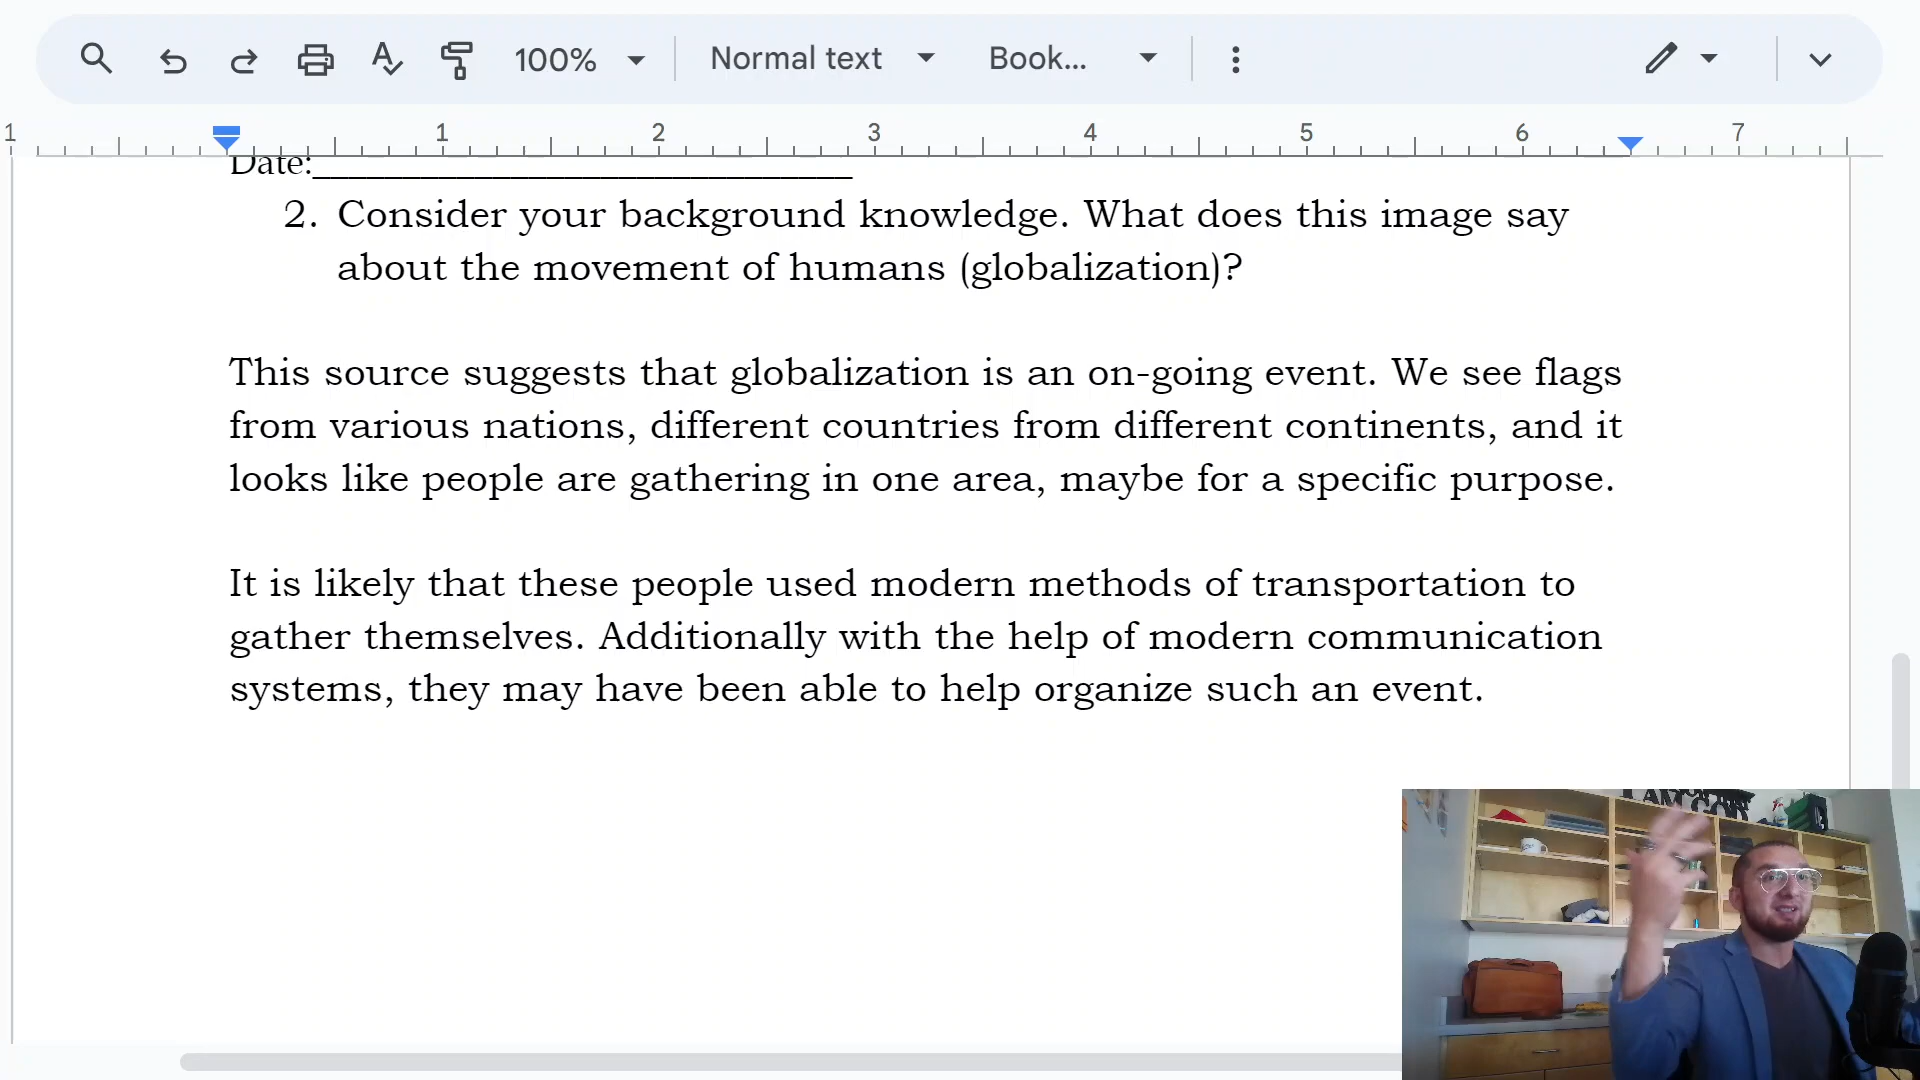 100% Normal text Book...
1 1 2 3 4 5 6 7
Date:______________________________
2. Consider your background knowledge. What does this image say
about the movement of humans (globalization)?
This source suggests that globalization is an on-going event. We see flags
from various nations, different countries from different continents, and it
looks like people are gathering in one area, maybe for a specific purpose.
It is likely that these people used modern methods of transportation to
gather themselves. Additionally with the help of modern communication
systems, they may have been able to help organize such an event.
I AM GOD